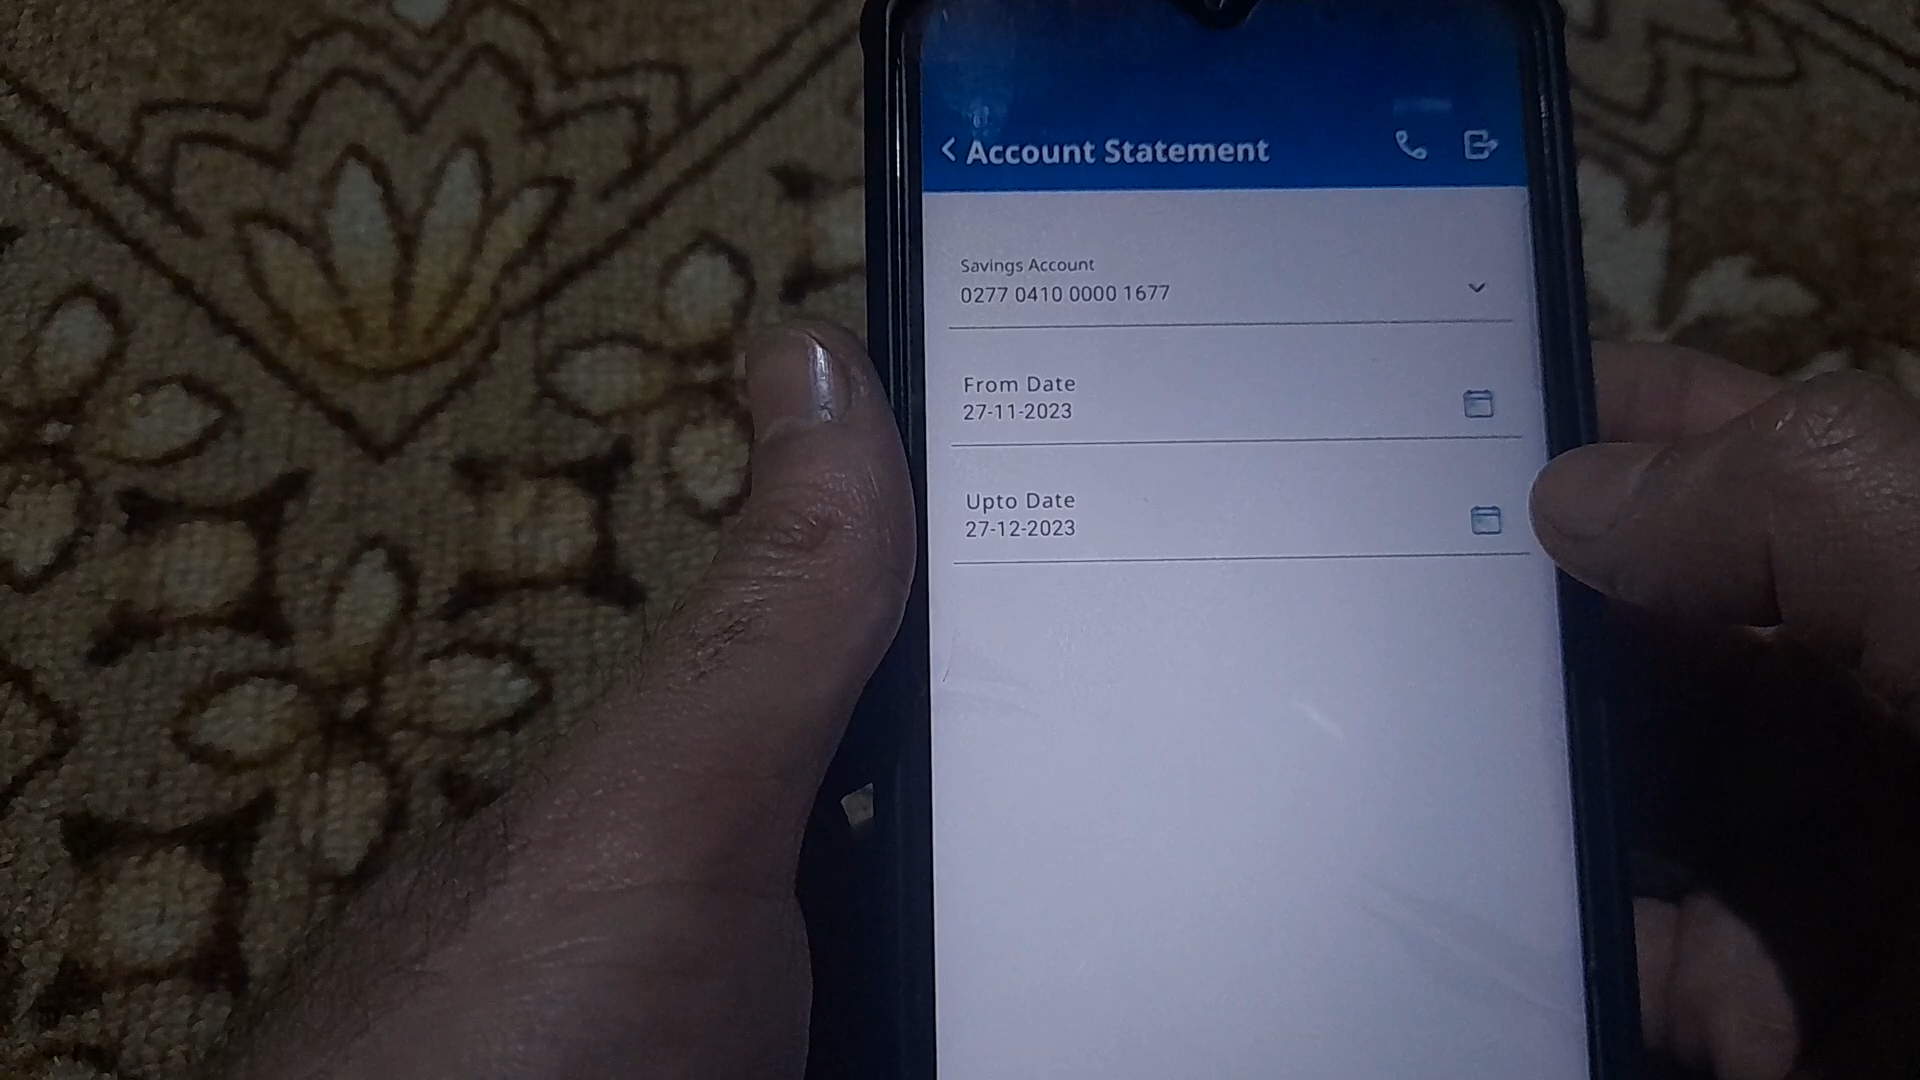 Account Statement
Savings Account
0277 0410 0000 1677
From Date
27-11-2023
Upto Date
27-12-2023